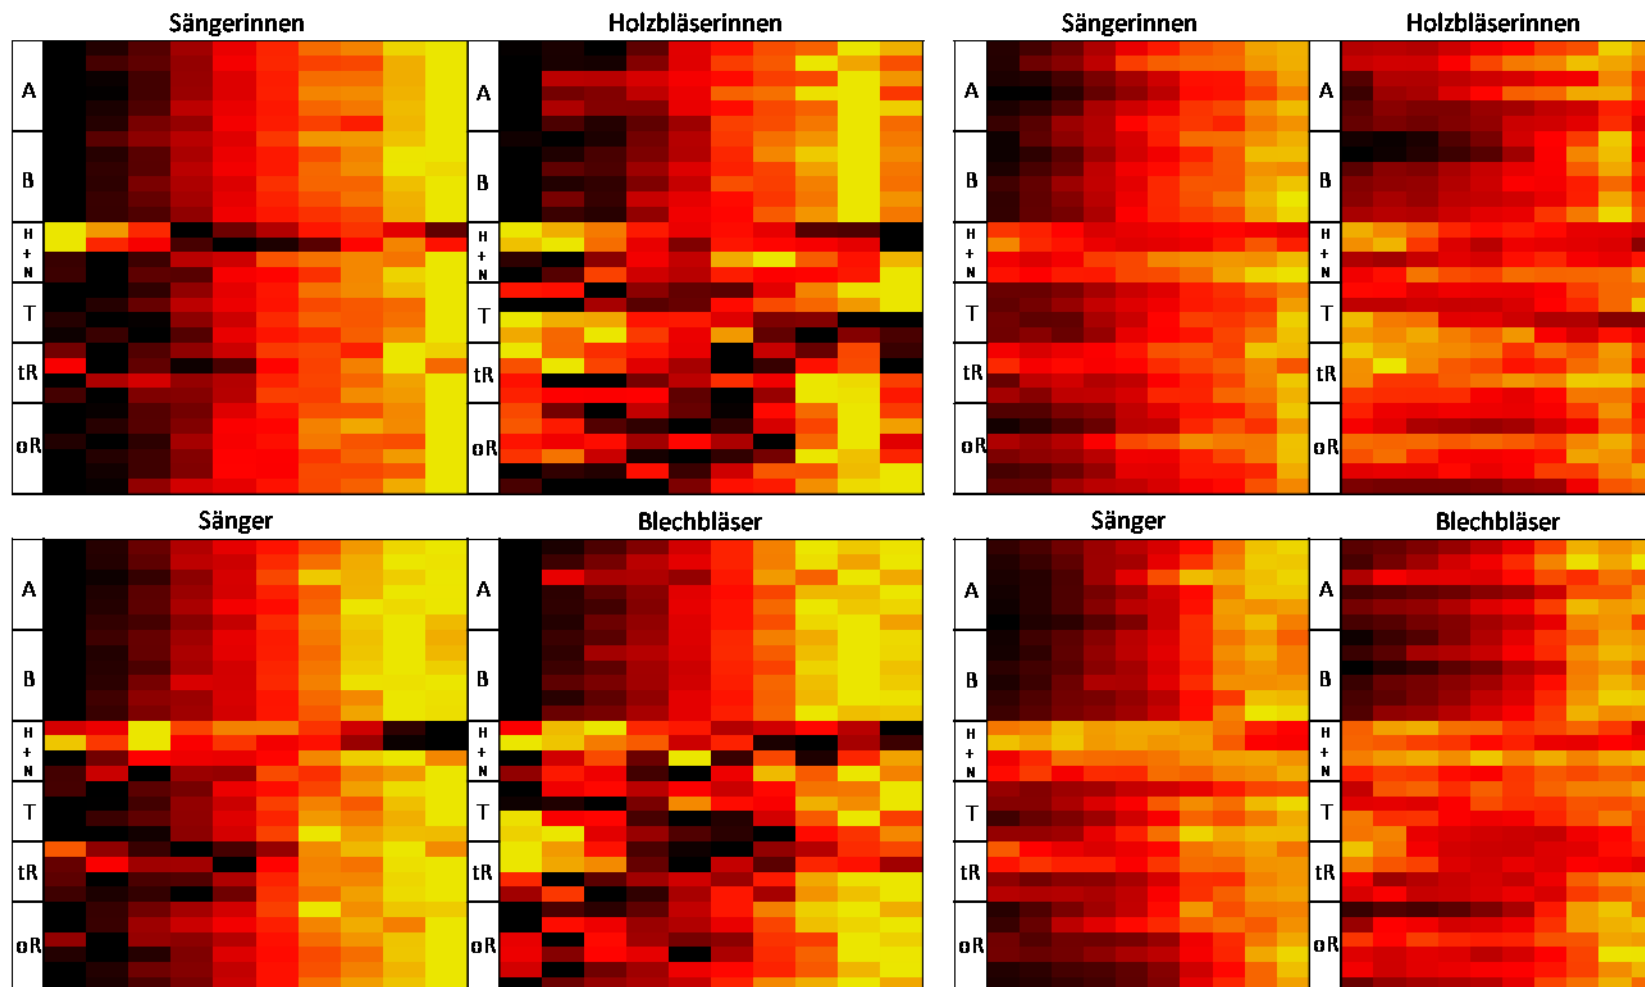 Sängerinnen Holzbläserinnen Sängerinnen Holzbläserinnen
A A A A
B B B B
H H H H
+ + + +
N N N N
T T T T
tR tR tR tR
oR oR oR oR
Sänger Blechbläser Sänger Blechbläser
A A A A
B B B B
H H H H
+ + + +
N N N N
T T T T
tR tR tR tR
oR oR oR oR